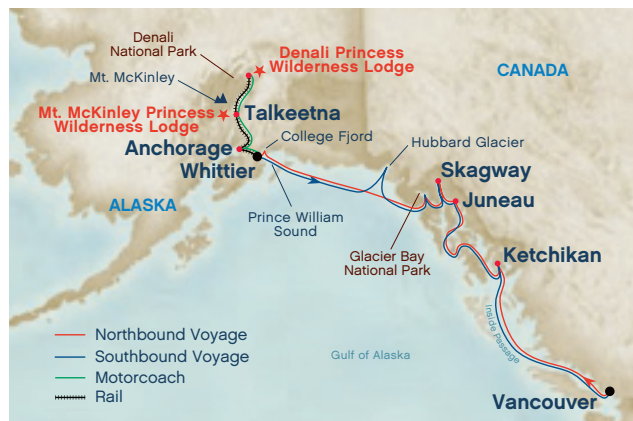 Denali
National Park
Denali Princess
Wilderness Lodge
Mt. McKinley
CANADA
Mt. McKinley Princess
Wilderness Lodge
Talkeetna
College Fjord
Hubbard Glacier
Anchorage
Whittier
Skagway
Juneau
ALASKA
Prince William
Sound
Glacier Bay
National Park
Ketchikan
Inside Passage
Northbound Voyage
Southbound Voyage
Motorcoach
Rail
Gulf of Alaska
Vancouver